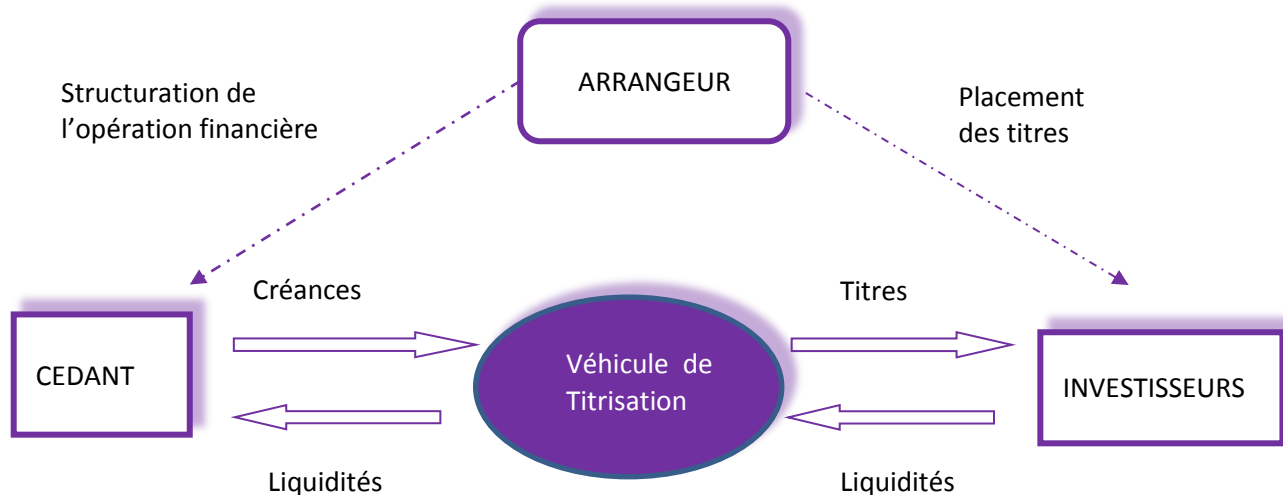 ARRANGEUR
Structuration de
l'opération financière
Placement
des titres
Créances
Titres
CEDANT
Véhicule de
Titrisation
INVESTISSEURS
Liquidités
Liquidités